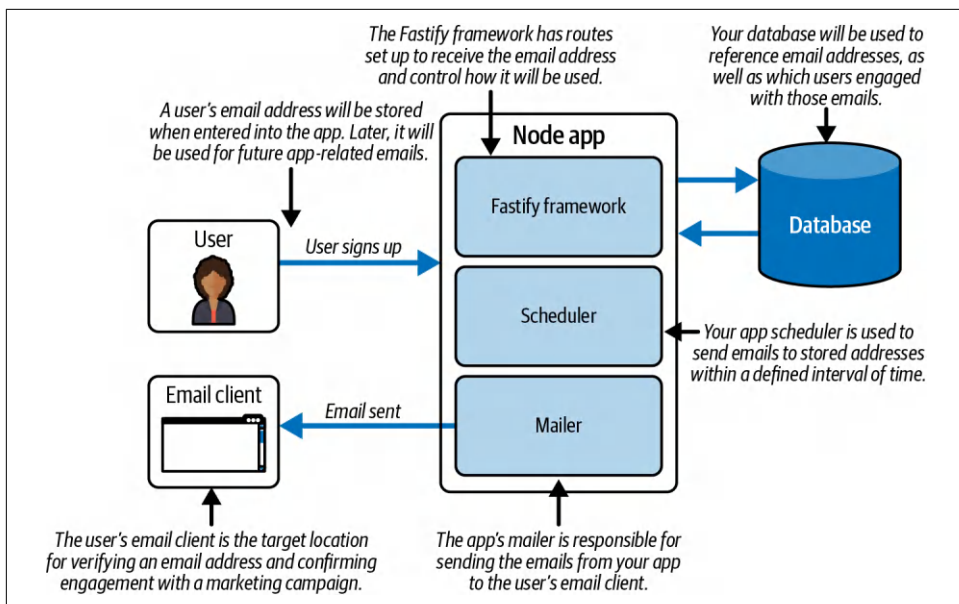 The Fastify framework has routes
set up to receive the email address
and control how it will be used.
Your database will be used to
reference email addresses, as
well as which users engaged
with those emails.
A user's email address will be stored
when entered into the app. Later, it will
be used for future app-related emails.
Node app
Fastify framework
Database
User
User signs up
Scheduler
Your app scheduler is used to
send emails to stored addresses
within a defined interval of time.
Email client
Email sent
Mailer
The user's email client is the target location
for verifying an email address and confirming
engagement with a marketing campaign.
The app's mailer is responsible for
sending the emails from your app
to the user's email client.